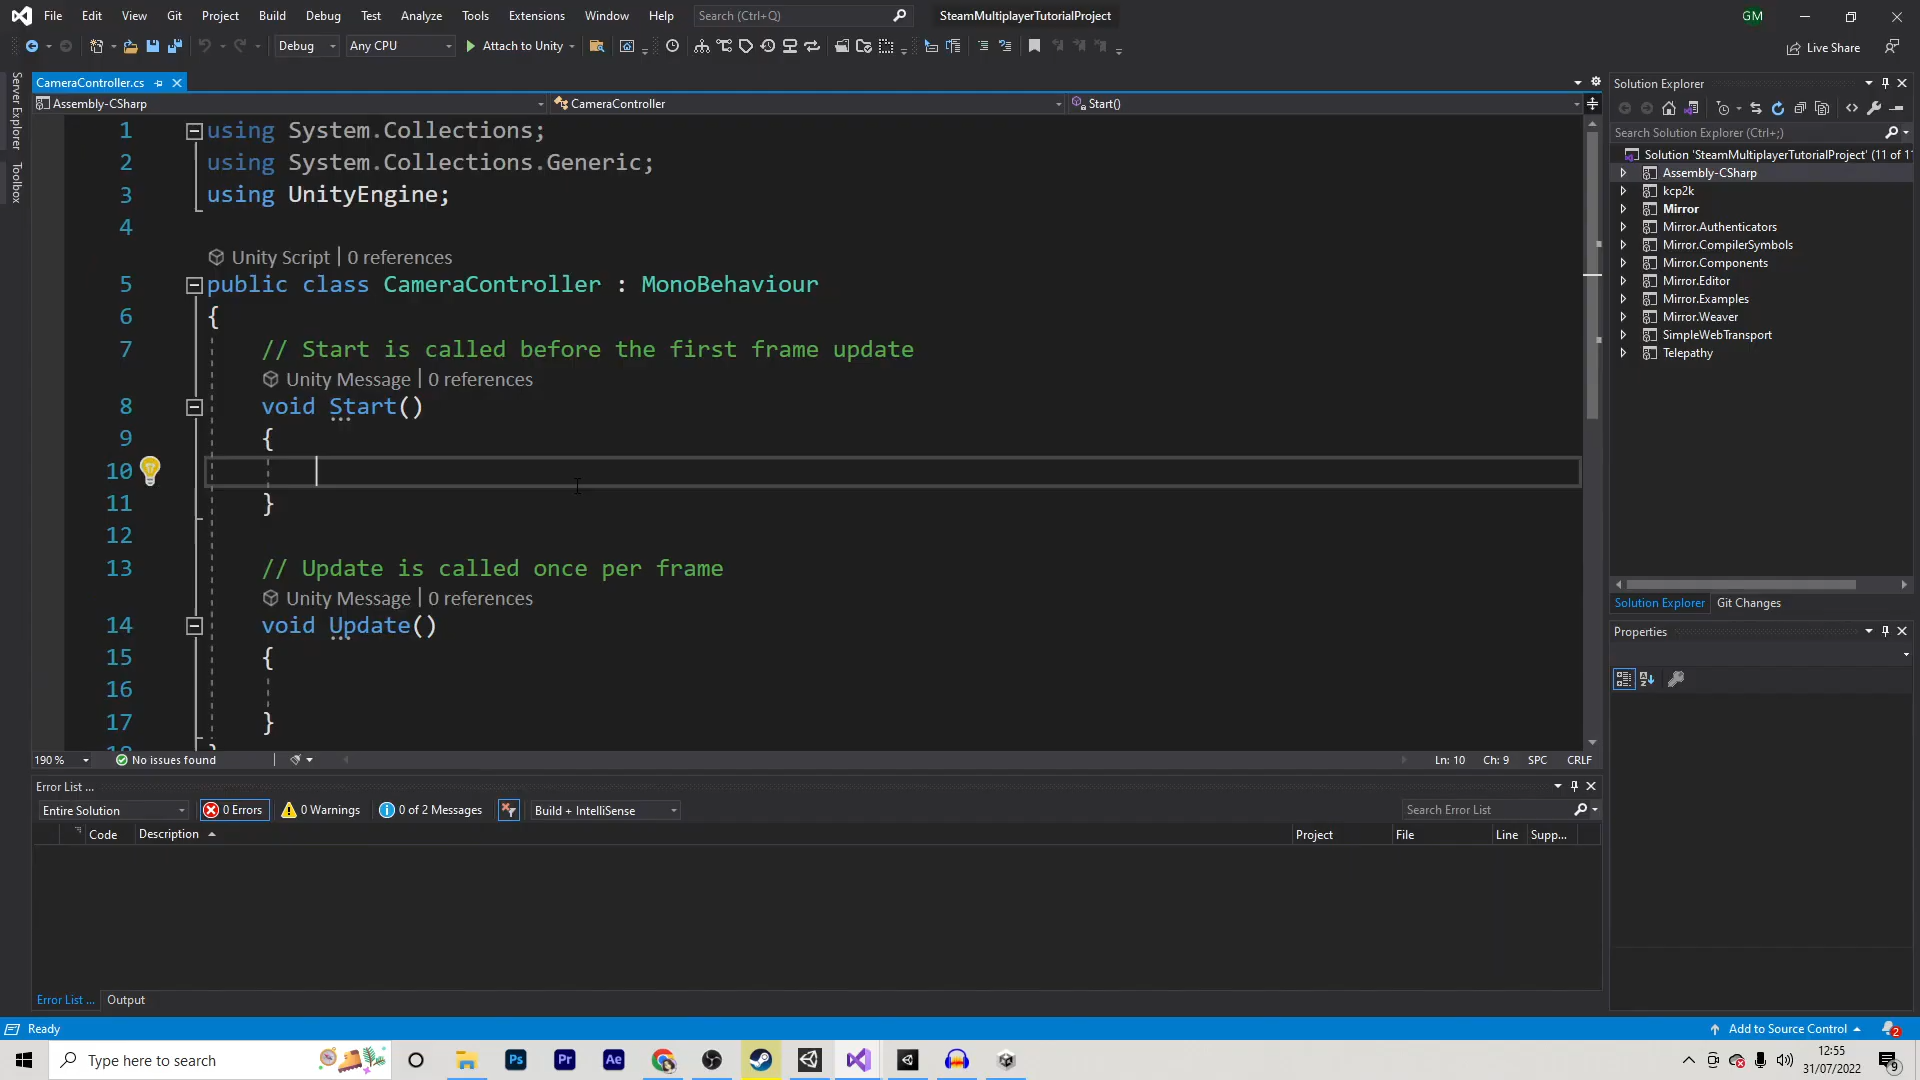 File Edit View Git Project Build Debug Test Analyze Tools Extensions Window Help Search (Ctrl+Q) SteamMultiplayerTutorialProject GM
Debug Any CPU Attach to Unity Live Share
Server Explorer
Toolbox
CameraController.cs
Assembly-CSharp CameraController Start()
1 using System.Collections;
2 using System.Collections.Generic;
3 using UnityEngine;
4
Unity Script | 0 references
5 public class CameraController : MonoBehaviour
6 {
7 // Start is called before the first frame update
Unity Message | 0 references
8 void Start()
9 {
10
11 }
12
13 // Update is called once per frame
Unity Message | 0 references
14 void Update()
15 {
16
17 }
18 }
190 % No issues found Ln: 10 Ch: 9 SPC CRLF
Error List ...
Entire Solution 0 Errors 0 Warnings 0 of 2 Messages Build + IntelliSense Search Error List
Code Description Project File Line Supp...
Error List ... Output
Solution Explorer
Search Solution Explorer (Ctrl+;)
Solution 'SteamMultiplayerTutorialProject' (11 of 1
Assembly-CSharp
kcp2k
Mirror
Mirror.Authenticators
Mirror.CompilerSymbols
Mirror.Components
Mirror.Editor
Mirror.Examples
Mirror.Weaver
SimpleWebTransport
Telepathy
Solution Explorer Git Changes
Properties
Ready Add to Source Control 2
Type here to search Ps Pr Ae 12:55
31/07/2022 9